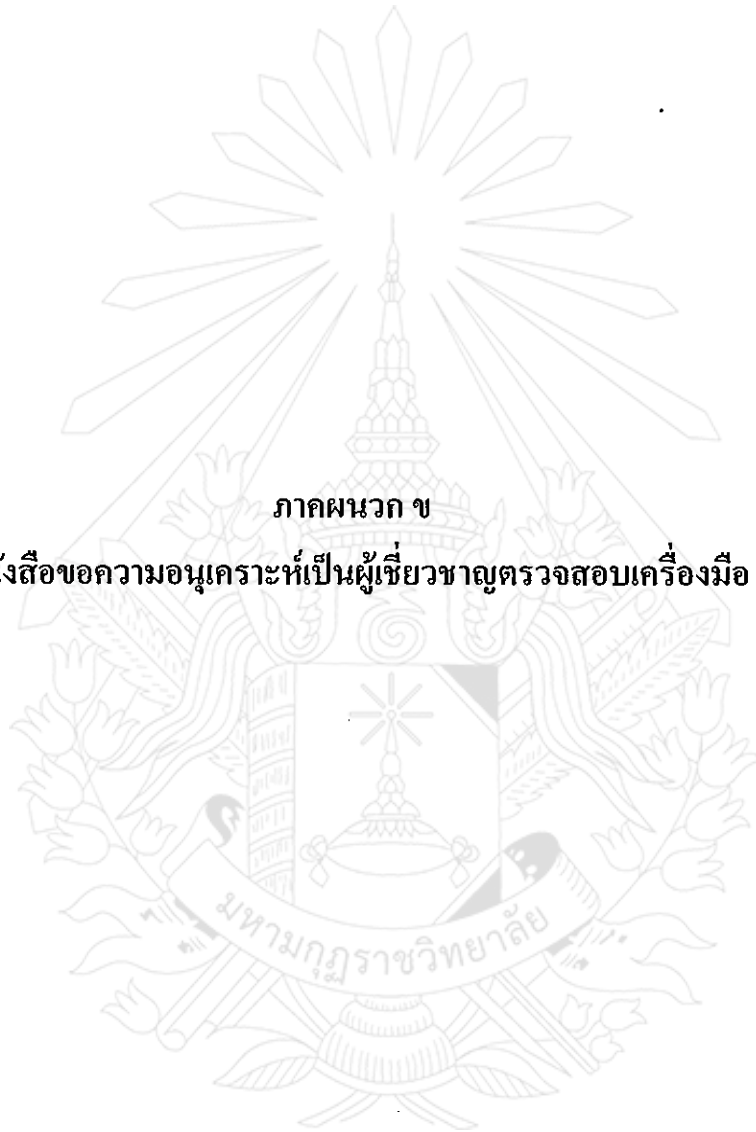 ภาคผนวก ข
งสือขอความอนุเคราะห์เป็นผู้เชี่ยวชาญตรวจสอบเครื่องมือ
มหามกุฏราชวิทยาลัย